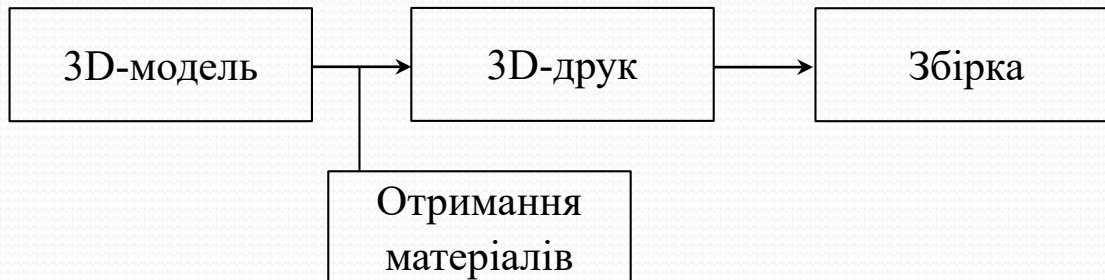 3D-модель
3D-друк
Збірка
Отримання
матеріалів